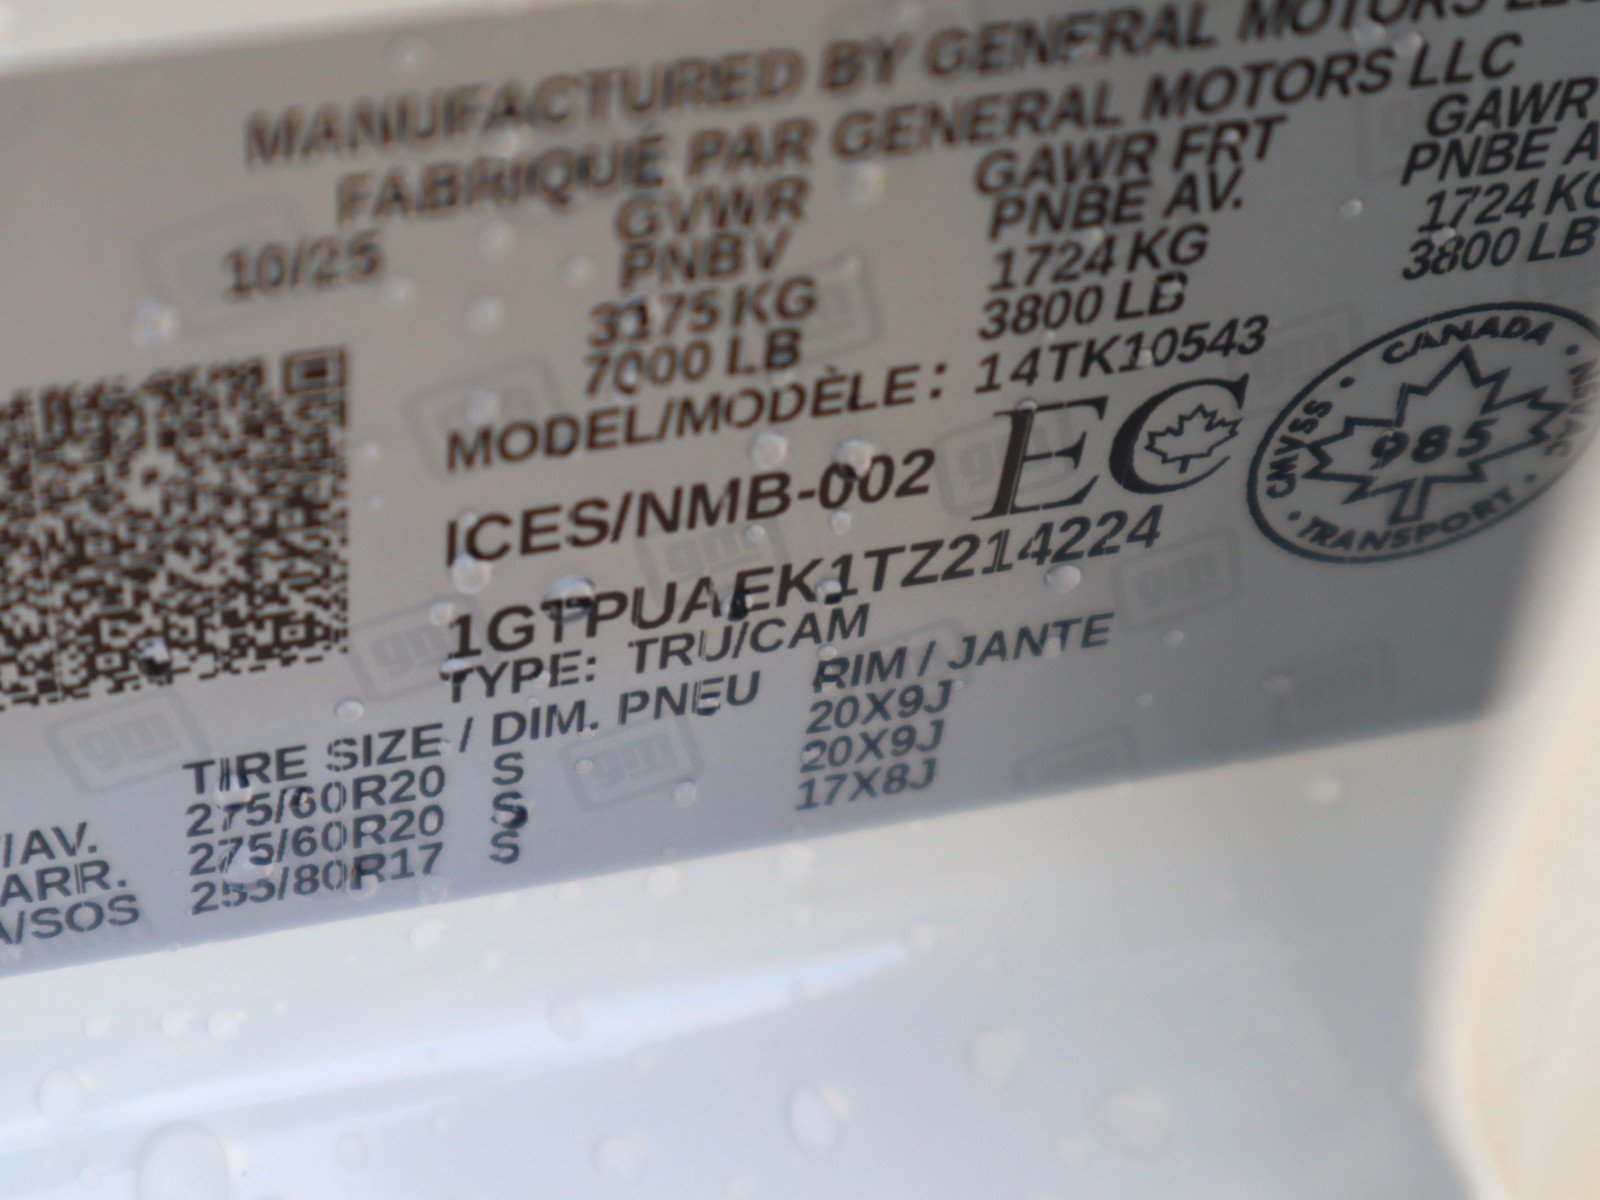 MANUFACTURED BY GENERAL MOTORS LLC
FABRIQUÉ PAR GENERAL MOTORS LLC
10/25
GVWR
PNBV
3175 KG
7000 LB
GAWR FRT
PNBE AV.
1724 KG
3800 LB
GAWR
PNBE A
1724 KG
3800 LB
MODEL/MODÈLE: 14TK10543
ICES/NMB-002
EC
CANADA
CMVSS
985
NSVAC
TRANSPORT
1GTPUAEK1TZ214224
TYPE: TRU/CAM
TIRE SIZE / DIM. PNEU RIM / JANTE
/AV. 275/60R20 S 20X9J
ARR. 275/60R20 S 20X9J
A/SOS 255/80R17 S 17X8J
gm